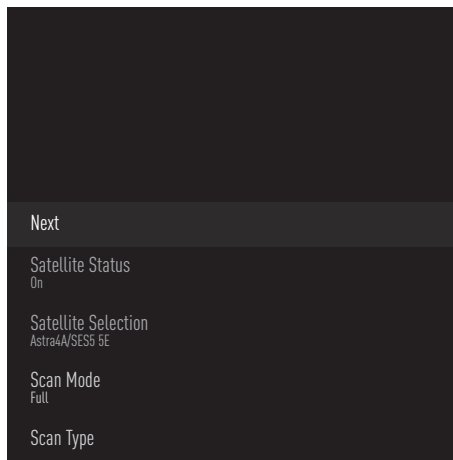 Next
Satellite Status
On
Satellite Selection
Astra4A/SES5 5E
Scan Mode
Full
Scan Type